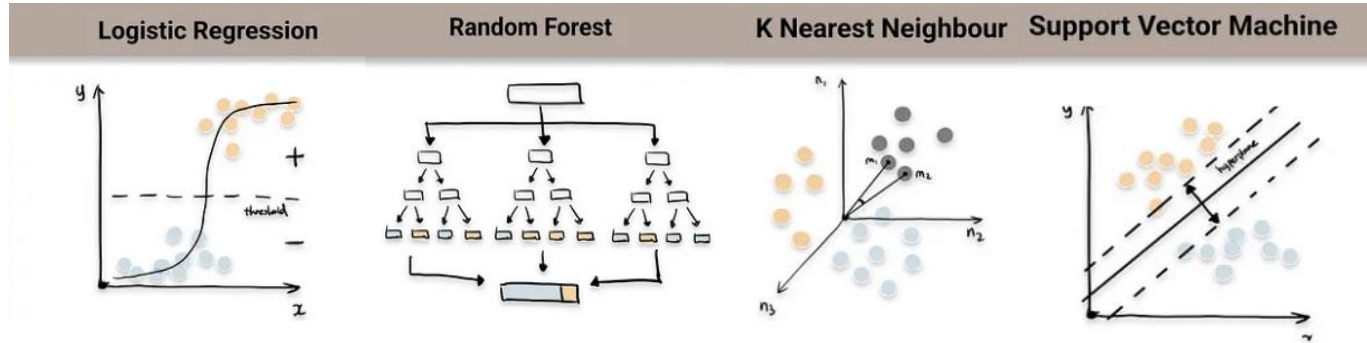 Logistic Regression
Random Forest
K Nearest Neighbour
Support Vector Machine
y
+
threshold
−
x
n₁
m₁
m₂
n₂
n₃
y
hyperplane
x